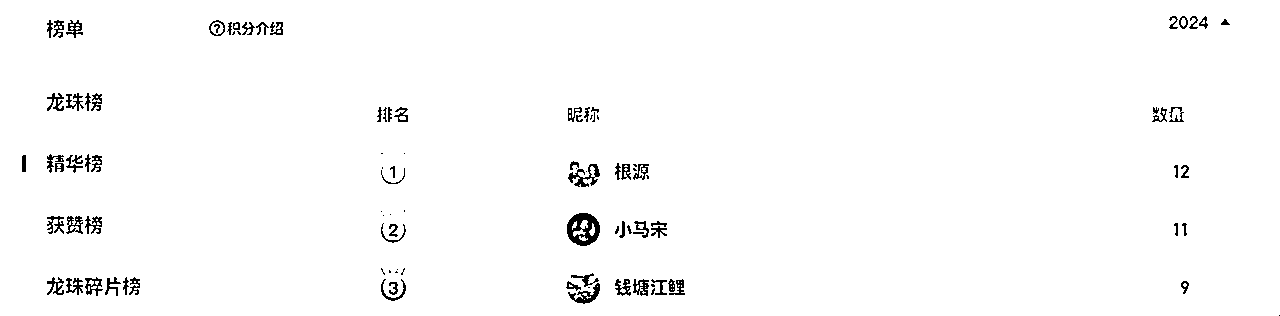 榜单
?积分介绍
2024
龙珠榜
精华榜
获赞榜
龙珠碎片榜
排名 昵称 数量
1 根源 12
2 小马宋 11
3 钱塘江鲤 9